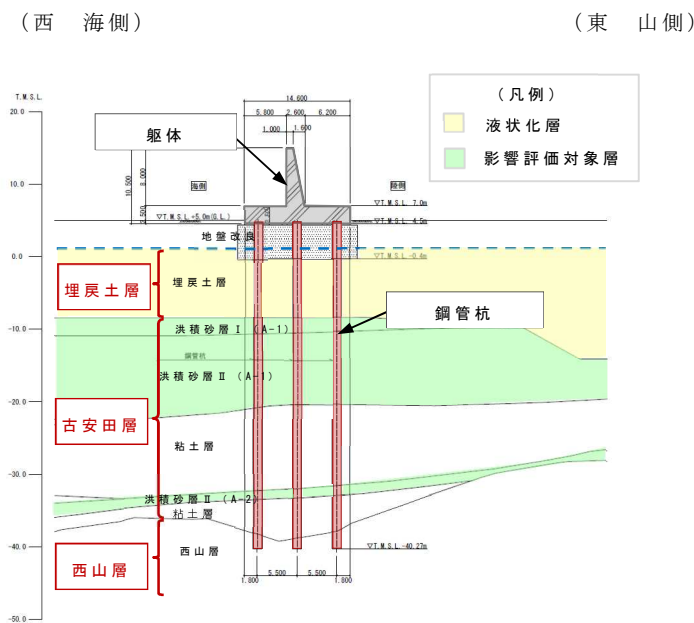 （西　海側）
（東　山側）
T.M.S.L.
20.0
10.0
0.0
-10.0
-20.0
-30.0
-40.0
-50.0
（凡例）
液状化層
影響評価対象層
14.600
5.800 2.600 6.200
1.000 1.600
躯体
海側
陸側
10.500
8.000
2.500
▽T.M.S.L. 7.0m
▽T.M.S.L.+5.0m(G.L.)
▽T.M.S.L. 4.5m
地盤改良
▽T.M.S.L.-0.4m
埋戻土層
埋戻土層
鋼管杭
洪積砂層Ⅰ（A-1）
鋼管杭
洪積砂層Ⅱ（A-1）
古安田層
粘土層
洪積砂層Ⅱ（A-2）
粘土層
西山層
西山層
▽T.M.S.L.-40.27m
5.500 5.500
1.800 1.800